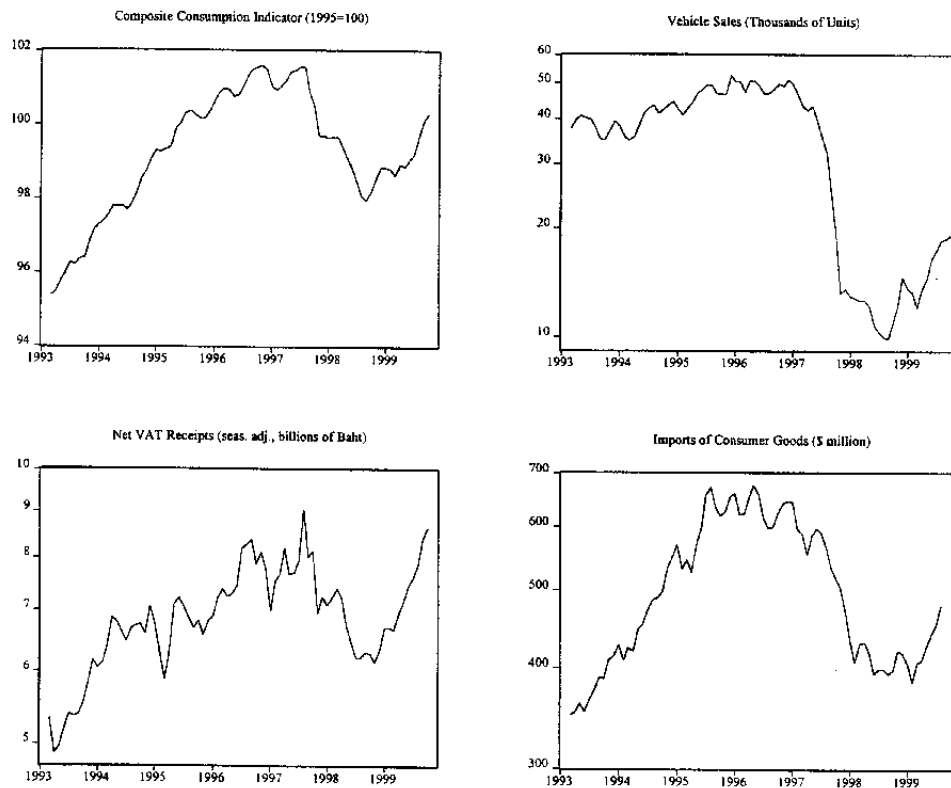 Composite Consumption Indicator (1995=100)
102
100
98
96
94
1993 1994 1995 1996 1997 1998 1999
Vehicle Sales (Thousands of Units)
60
50
40
30
20
10
1993 1994 1995 1996 1997 1998 1999
Net VAT Receipts (seas. adj., billions of Baht)
10
9
8
7
6
5
1993 1994 1995 1996 1997 1998 1999
Imports of Consumer Goods ($ million)
700
600
500
400
300
1993 1994 1995 1996 1997 1998 1999